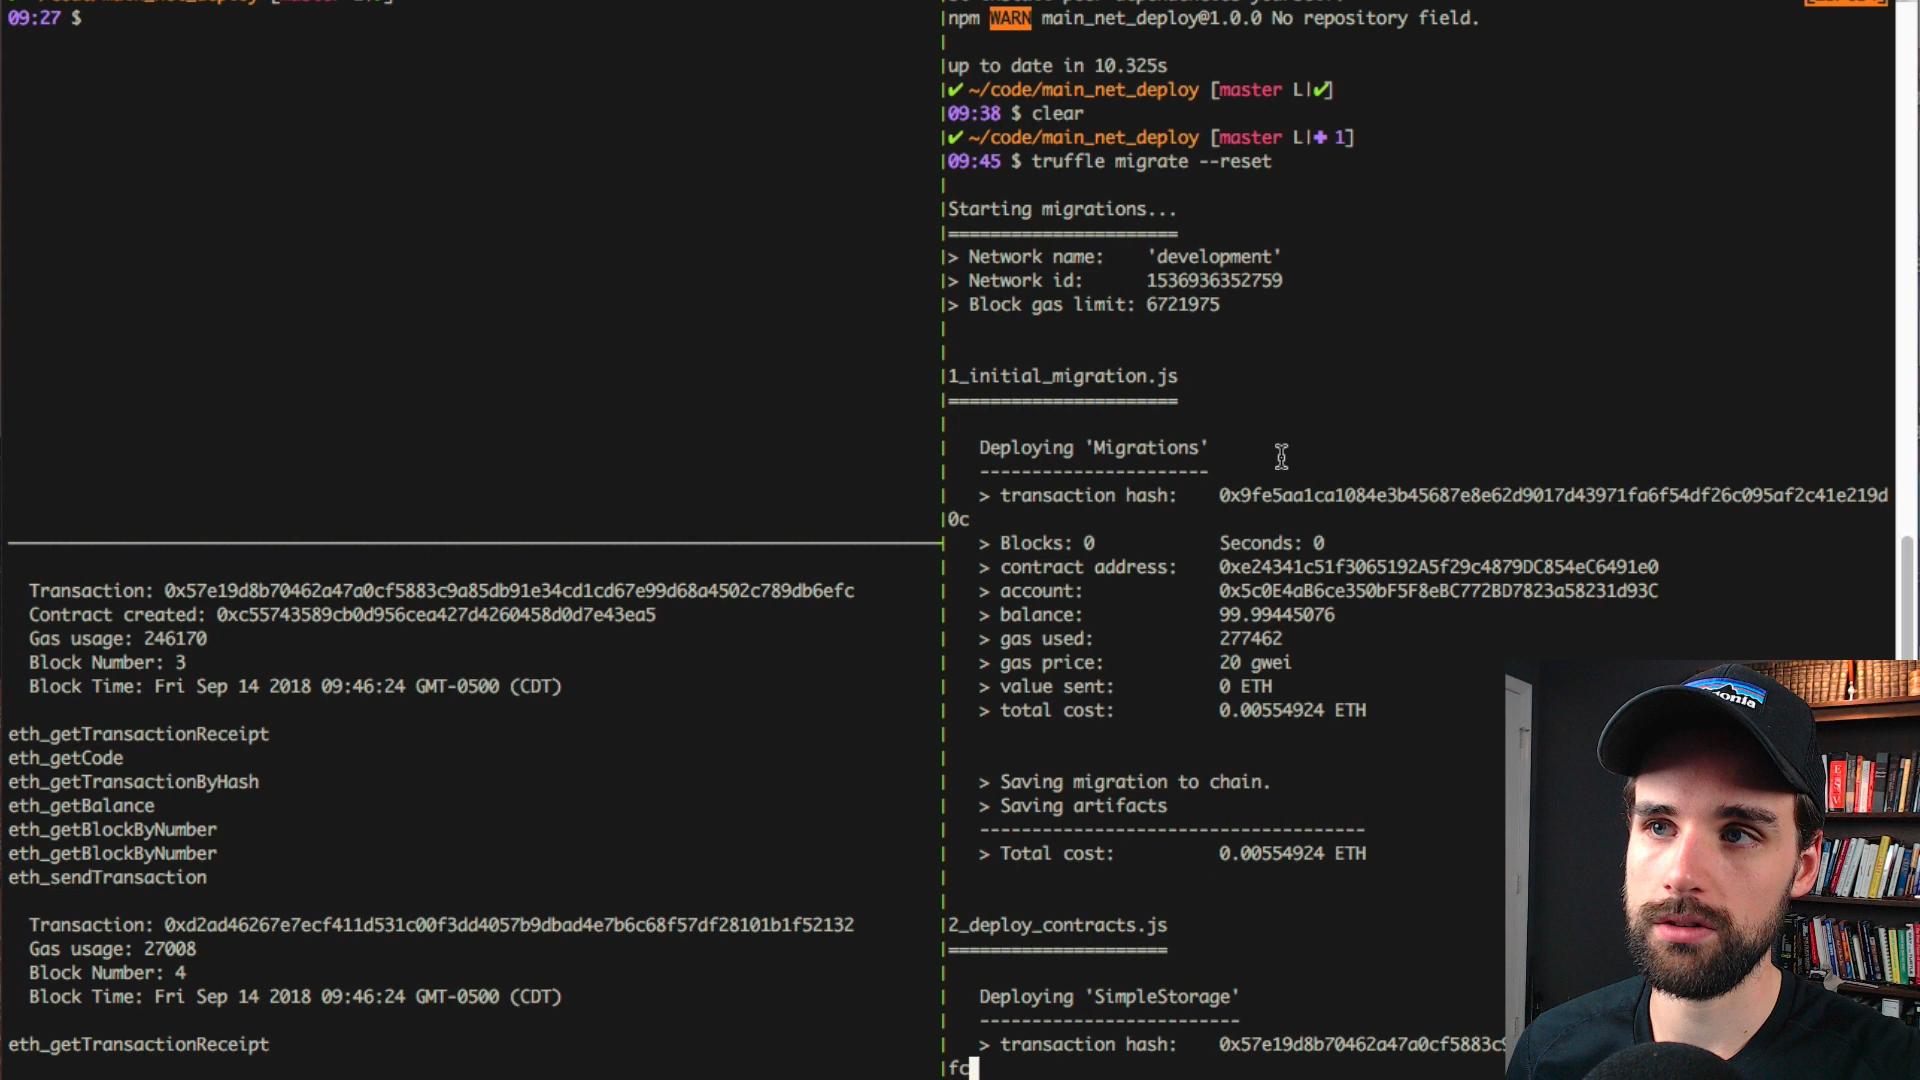 09:27 $
npm WARN main_net_deploy@1.0.0 No repository field.
up to date in 10.325s
✔ ~/code/main_net_deploy [master L|✔]
09:38 $ clear
✔ ~/code/main_net_deploy [master L|✚ 1]
09:45 $ truffle migrate --reset
Starting migrations...
======================
> Network name:    'development'
> Network id:      1536936352759
> Block gas limit: 6721975
1_initial_migration.js
======================
Deploying 'Migrations'
----------------------
> transaction hash:    0x9fe5aa1ca1084e3b45687e8e62d9017d43971fa6f54df26c095af2c41e219d
0c
> Blocks: 0            Seconds: 0
> contract address:    0xe24341c51f3065192A5f29c4879DC854eC6491e0
> account:             0x5c0E4aB6ce350bF5F8eBC772BD7823a58231d93C
> balance:             99.99445076
> gas used:            277462
> gas price:           20 gwei
> value sent:          0 ETH
> total cost:          0.00554924 ETH
> Saving migration to chain.
> Saving artifacts
-------------------------------------
> Total cost:          0.00554924 ETH
2_deploy_contracts.js
=====================
Deploying 'SimpleStorage'
-------------------------
> transaction hash:    0x57e19d8b70462a47a0cf5883c9
fc
Transaction: 0x57e19d8b70462a47a0cf5883c9a85db91e34cd1cd67e99d68a4502c789db6efc
Contract created: 0xc55743589cb0d956cea427d4260458d0d7e43ea5
Gas usage: 246170
Block Number: 3
Block Time: Fri Sep 14 2018 09:46:24 GMT-0500 (CDT)
eth_getTransactionReceipt
eth_getCode
eth_getTransactionByHash
eth_getBalance
eth_getBlockByNumber
eth_getBlockByNumber
eth_sendTransaction
Transaction: 0xd2ad46267e7ecf411d531c00f3dd4057b9dbad4e7b6c68f57df28101b1f52132
Gas usage: 27008
Block Number: 4
Block Time: Fri Sep 14 2018 09:46:24 GMT-0500 (CDT)
eth_getTransactionReceipt